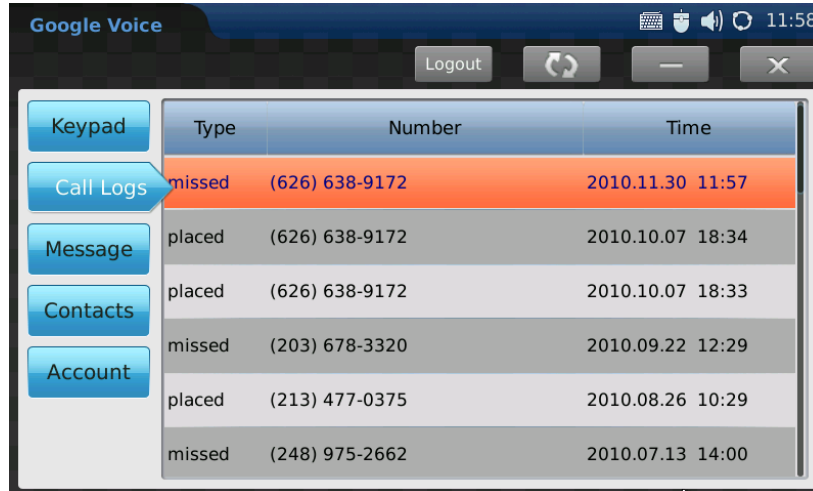 Google Voice 11:58
Logout
Keypad
Call Logs
Message
Contacts
Account
Type Number Time
missed (626) 638-9172 2010.11.30 11:57
placed (626) 638-9172 2010.10.07 18:34
placed (626) 638-9172 2010.10.07 18:33
missed (203) 678-3320 2010.09.22 12:29
placed (213) 477-0375 2010.08.26 10:29
missed (248) 975-2662 2010.07.13 14:00